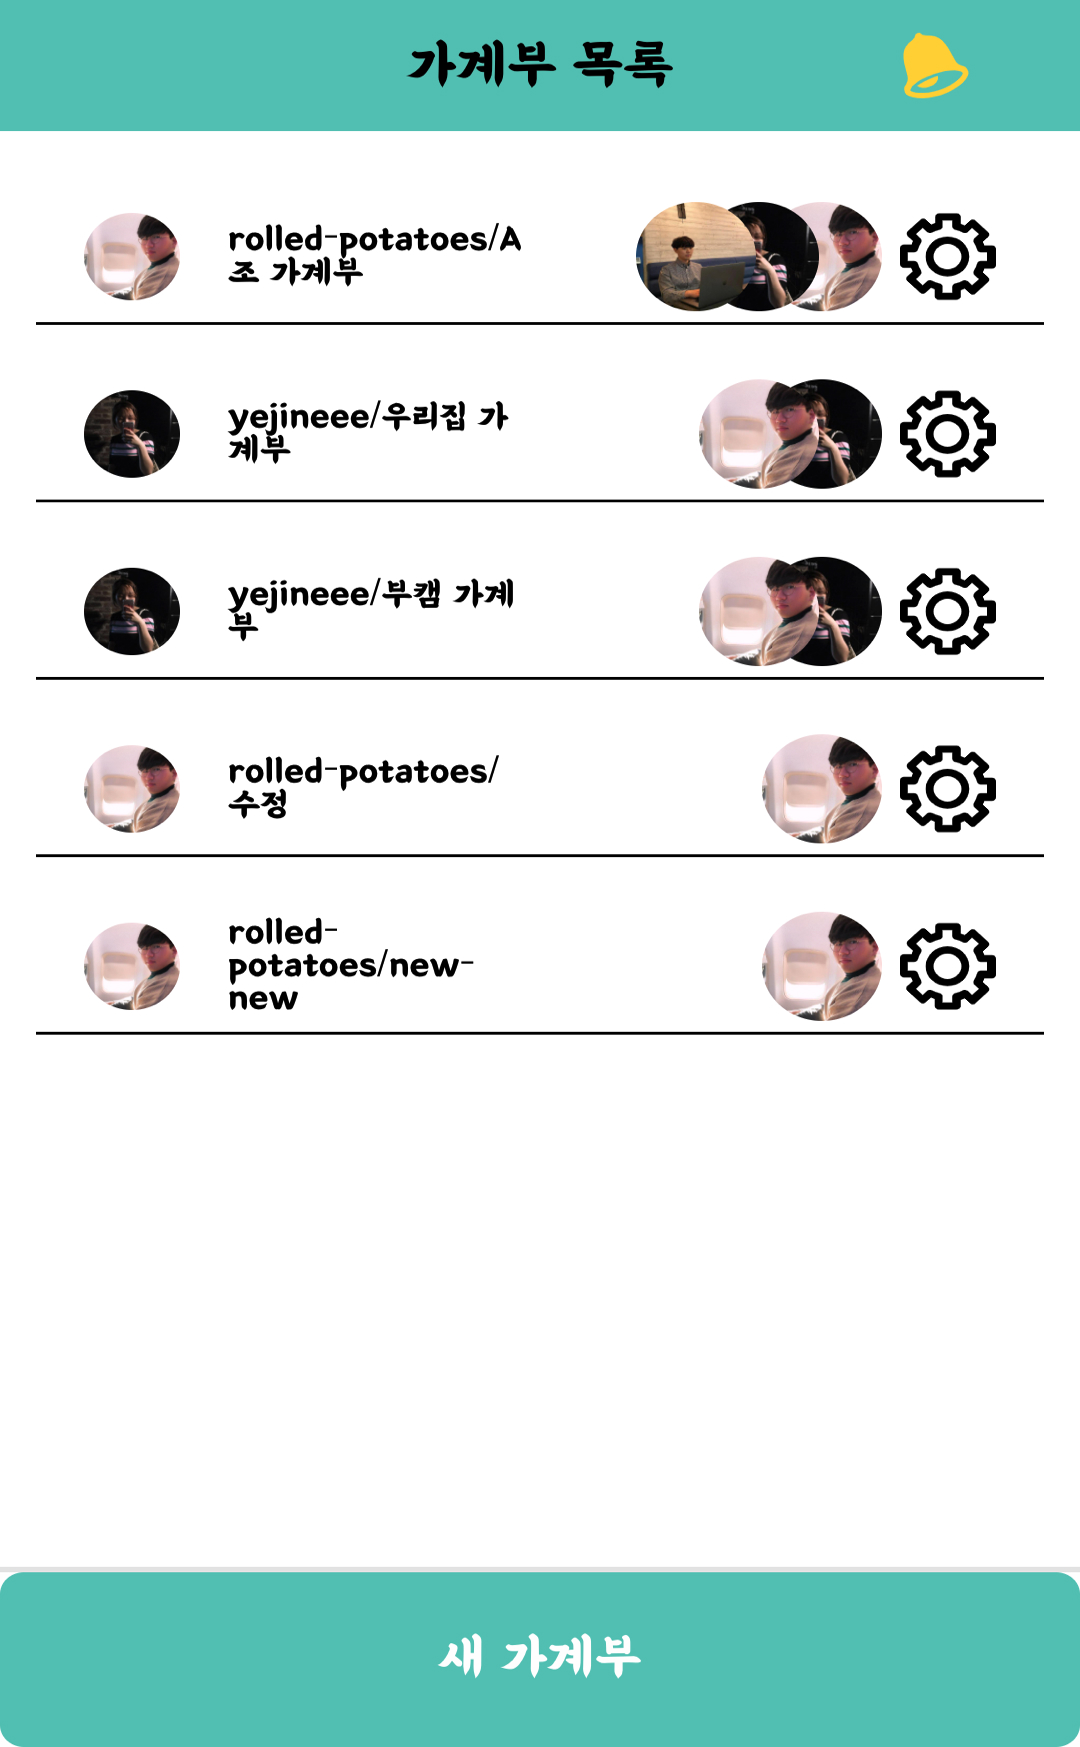 가계부 목록
rolled-potatoes/A
조 가계부
yejineee/우리집 가
계부
yejineee/부캠 가계
부
rolled-potatoes/
수정
rolled-
potatoes/new-
new
새 가계부